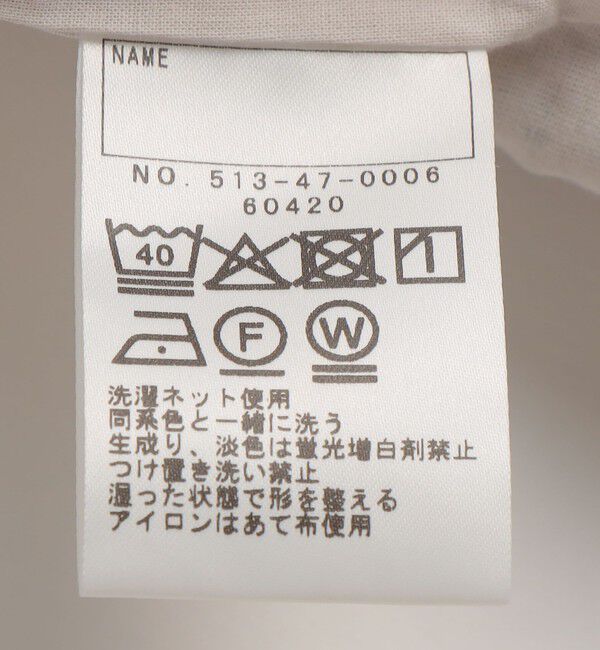 NAME
NO. 513-47-0006
60420
40
F W
洗濯ネット使用
同系色と一緒に洗う
生成り、淡色は蛍光増白剤禁止
つけ置き洗い禁止
湿った状態で形を整える
アイロンはあて布使用